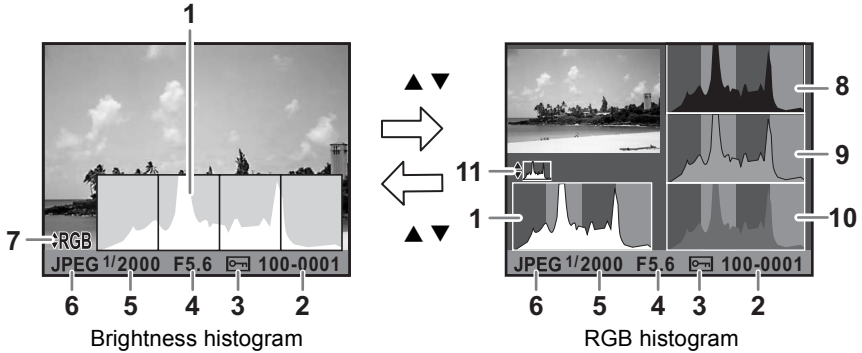 1
▲ ▼
8
9
11
1
10
▲ ▼
7
RGB
JPEG 1/2000 F5.6 100-0001
JPEG 1/2000 F5.6 100-0001
6 5 4 3 2
6 5 4 3 2
Brightness histogram
RGB histogram